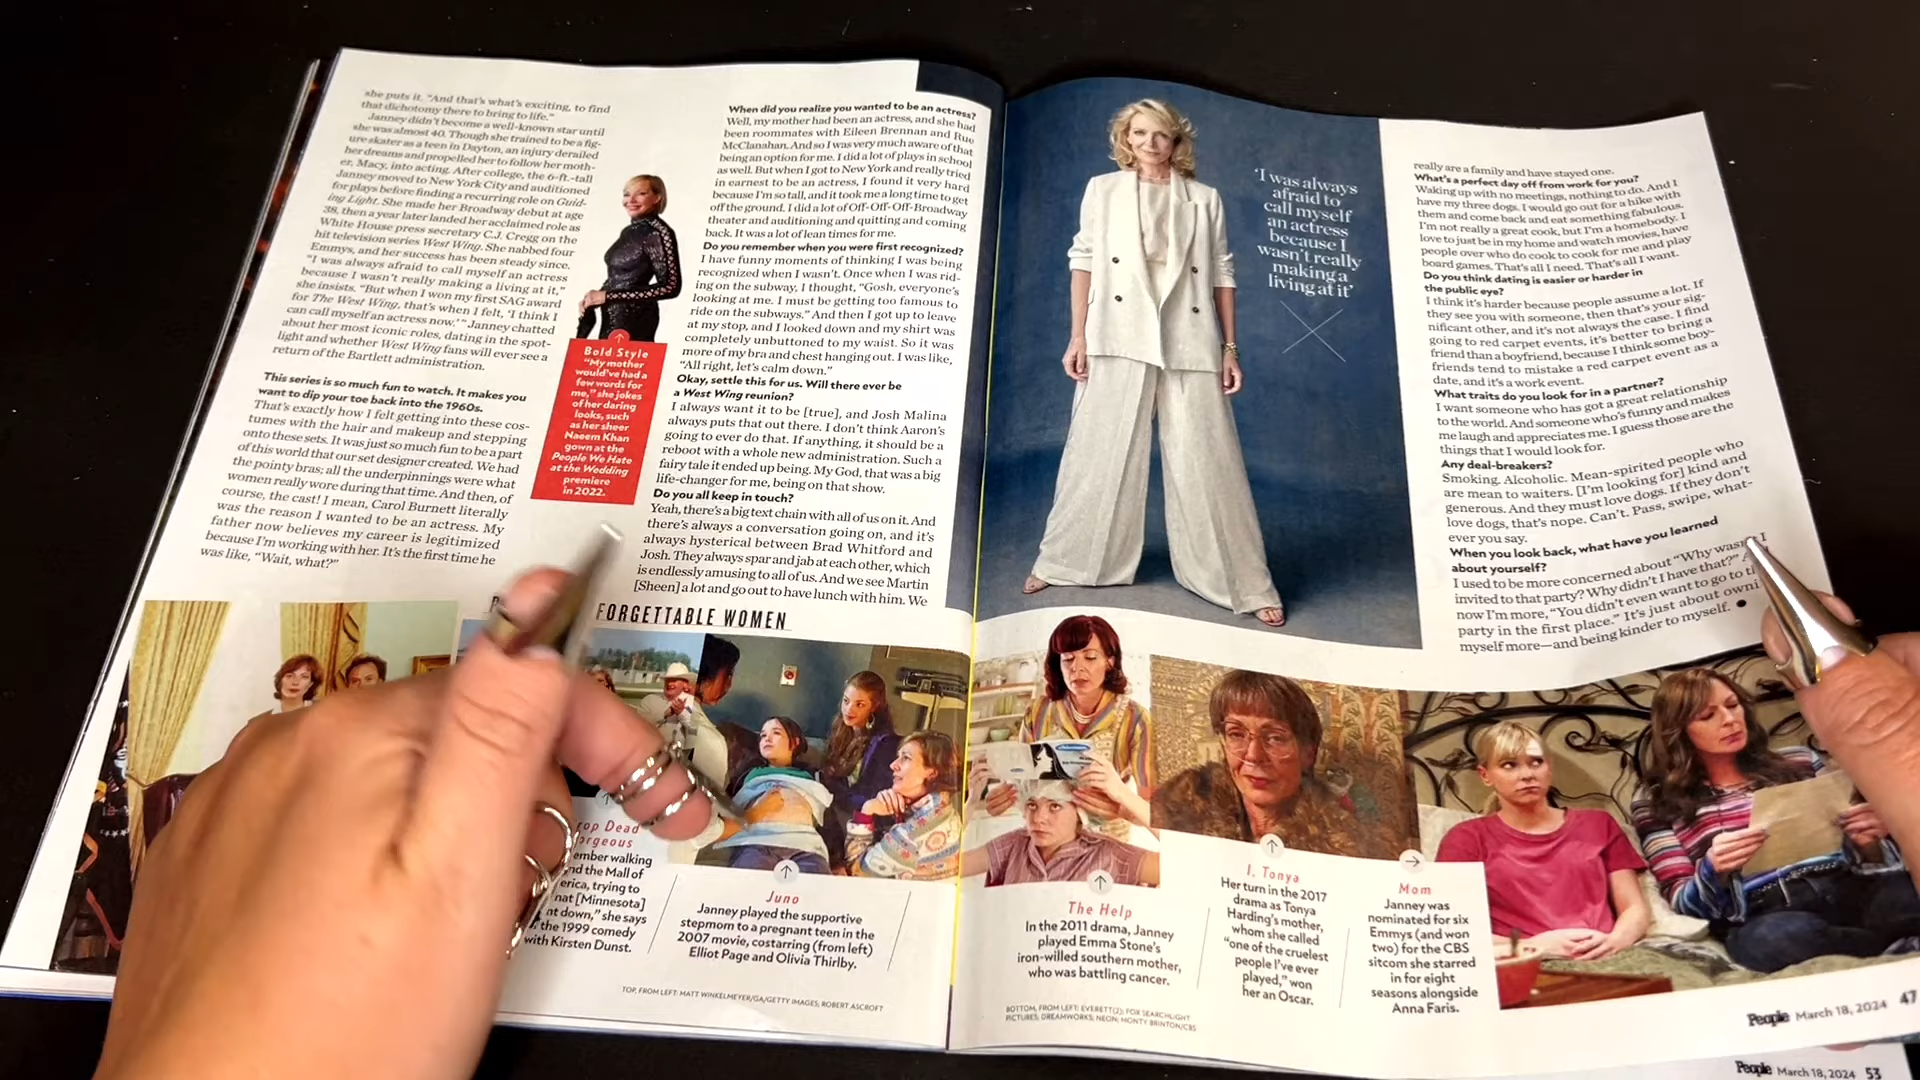 she puts it. "And that's what's exciting, to find
that dichotomy there to bring to life."
Janney didn't become a well-known star until
she was almost 40. Though she trained to be a fig-
ure skater as a teen in Dayton, an injury derailed
her dreams and propelled her to follow her moth-
er, Macy, into acting. After college, the 6-ft.-tall
Janney moved to New York City and auditioned
for plays before finding a recurring role on Guid-
ing Light. She made her Broadway debut at age
38, then a year later landed her acclaimed role as
White House press secretary C.J. Cregg on the
hit television series West Wing. She nabbed four
Emmys, and her success has been steady since.
"I was always afraid to call myself an actress
because I wasn't really making a living at it,"
she insists. "But when I won my first SAG award
for The West Wing, that's when I felt, 'I think I
can call myself an actress now.'" Janney chatted
about her most iconic roles, dating in the spot-
light and whether West Wing fans will ever see a
return of the Bartlett administration.
This series is so much fun to watch. It makes you
want to dip your toe back into the 1960s.
That's exactly how I felt getting into these cos-
tumes with the hair and makeup and stepping
onto these sets. It was just so much fun to be a part
of this world that our set designer created. We had
the pointy bras; all the underpinnings were what
women really wore during that time. And then, of
course, the cast! I mean, Carol Burnett literally
was the reason I wanted to be an actress. My
father now believes my career is legitimized
because I'm working with her. It's the first time he
was like, "Wait, what?"
Bold Style
"My mother
would've had a
few words for
me," she jokes
of her daring
looks, such
as her sheer
Naeem Khan
gown at the
People We Hate
at the Wedding
premiere
in 2022.
When did you realize you wanted to be an actress?
Well, my mother had been an actress, and she had
been roommates with Eileen Brennan and Rue
McClanahan. And so I was very much aware of that
being an option for me. I did a lot of plays in school
as well. But when I got to New York and really tried
in earnest to be an actress, I found it very hard
because I'm so tall, and it took me a long time to get
off the ground. I did a lot of Off-Off-Off-Broadway
theater and auditioning and quitting and coming
back. It was a lot of lean times for me.
Do you remember when you were first recognized?
I have funny moments of thinking I was being
recognized when I wasn't. Once when I was rid-
ing on the subway, I thought, "Gosh, everyone's
looking at me. I must be getting too famous to
ride on the subways." And then I got up to leave
at my stop, and I looked down and my shirt was
completely unbuttoned to my waist. So it was
more of my bra and chest hanging out. I was like,
"All right, let's calm down."
Okay, settle this for us. Will there ever be
a West Wing reunion?
I always want it to be [true], and Josh Malina
always puts that out there. I don't think Aaron's
going to ever do that. If anything, it should be a
reboot with a whole new administration. Such a
fairy tale it ended up being. My God, that was a big
life-changer for me, being on that show.
Do you all keep in touch?
Yeah, there's a big text chain with all of us on it. And
there's always a conversation going on, and it's
always hysterical between Brad Whitford and
Josh. They always spar and jab at each other, which
is endlessly amusing to all of us. And we see Martin
[Sheen] a lot and go out to have lunch with him. We
FORGETTABLE WOMEN
rop Dead
orgeous
ember walking
nd the Mall of
erica, trying to
nat [Minnesota]
nt down," she says
the 1999 comedy
with Kirsten Dunst.
Juno
Janney played the supportive
stepmom to a pregnant teen in the
2007 movie, costarring (from left)
Elliot Page and Olivia Thirlby.
TOP, FROM LEFT: MATT WINKELMEYER/GA/GETTY IMAGES; ROBERT ASCROFT
'I was always
afraid to
call myself
an actress
because I
wasn't really
making a
living at it'
really are a family and have stayed one.
What's a perfect day off from work for you?
Waking up with no meetings, nothing to do. And I
have my three dogs. I would go out for a hike with
them and come back and eat something fabulous.
I'm not really a great cook, but I'm a homebody. I
love to just be in my home and watch movies, have
people over who do cook to cook for me and play
board games. That's all I need. That's all I want.
Do you think dating is easier or harder in
the public eye?
I think it's harder because people assume a lot. If
they see you with someone, then that's your sig-
nificant other, and it's not always the case. I find
going to red carpet events, it's better to bring a
friend than a boyfriend, because I think some boy-
friends tend to mistake a red carpet event as a
date, and it's a work event.
What traits do you look for in a partner?
I want someone who has got a great relationship
to the world. And someone who's funny and makes
me laugh and appreciates me. I guess those are the
things that I would look for.
Any deal-breakers?
Smoking. Alcoholic. Mean-spirited people who
are mean to waiters. [I'm looking for] kind and
generous. And they must love dogs. If they don't
love dogs, that's nope. Can't. Pass, swipe, what-
ever you say.
When you look back, what have you learned
about yourself?
I used to be more concerned about "Why wasn't I
invited to that party? Why didn't I have that?"
now I'm more, "You didn't even want to go to
party in the first place." It's just about owni
myself more—and being kinder to myself. ●
The Help
In the 2011 drama, Janney
played Emma Stone's
iron-willed southern mother,
who was battling cancer.
I, Tonya
Her turn in the 2017
drama as Tonya
Harding's mother,
whom she called
"one of the cruelest
people I've ever
played," won
her an Oscar.
Mom
Janney was
nominated for six
Emmys (and won
two) for the CBS
sitcom she starred
in for eight
seasons alongside
Anna Faris.
BOTTOM, FROM LEFT: EVERETT(2); FOX SEARCHLIGHT
PICTURES; DREAMWORKS; NEON; MONTY BRINTON/CBS
People March 18, 2024 47
People March 18, 2024 53